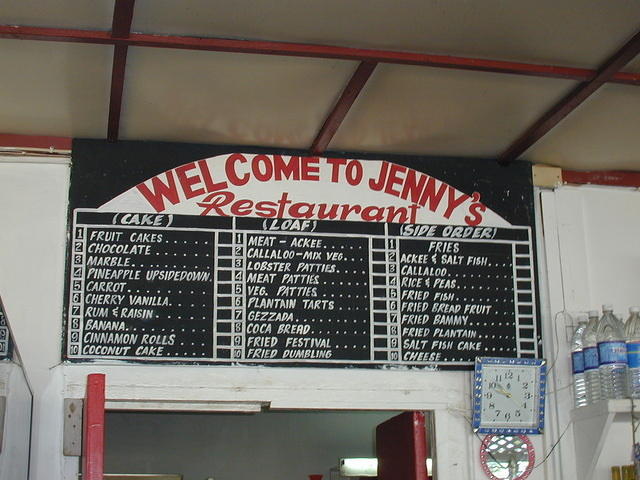 WELCOME TO JENNY'S
Restaurant
(CAKE)
1 FRUIT CAKES
2 CHOCOLATE
3 MARBLE
4 PINEAPPLE UPSIDEDOWN
5 CARROT
6 CHERRY VANILLA
7 RUM & RAISIN
8 BANANA
9 CINNAMON ROLLS
10 COCONUT CAKE
(LOAF)
1 MEAT - ACKEE
2 CALLALOO - MIX VEG
3 LOBSTER PATTIES
4 MEAT PATTIES
5 VEG. PATTIES
6 PLANTAIN TARTS
7 GEZZADA
8 COCA BREAD
9 FRIED FESTIVAL
10 FRIED DUMBLING
(SIDE ORDER)
1 FRIES
2 ACKEE & SALT FISH
3 CALLALOO
4 RICE & PEAS
5 FRIED FISH
6 FRIED BREAD FRUIT
7 FRIED BAMMY
8 FRIED PLANTAIN
9 SALT FISH CAKE
10 CHEESE